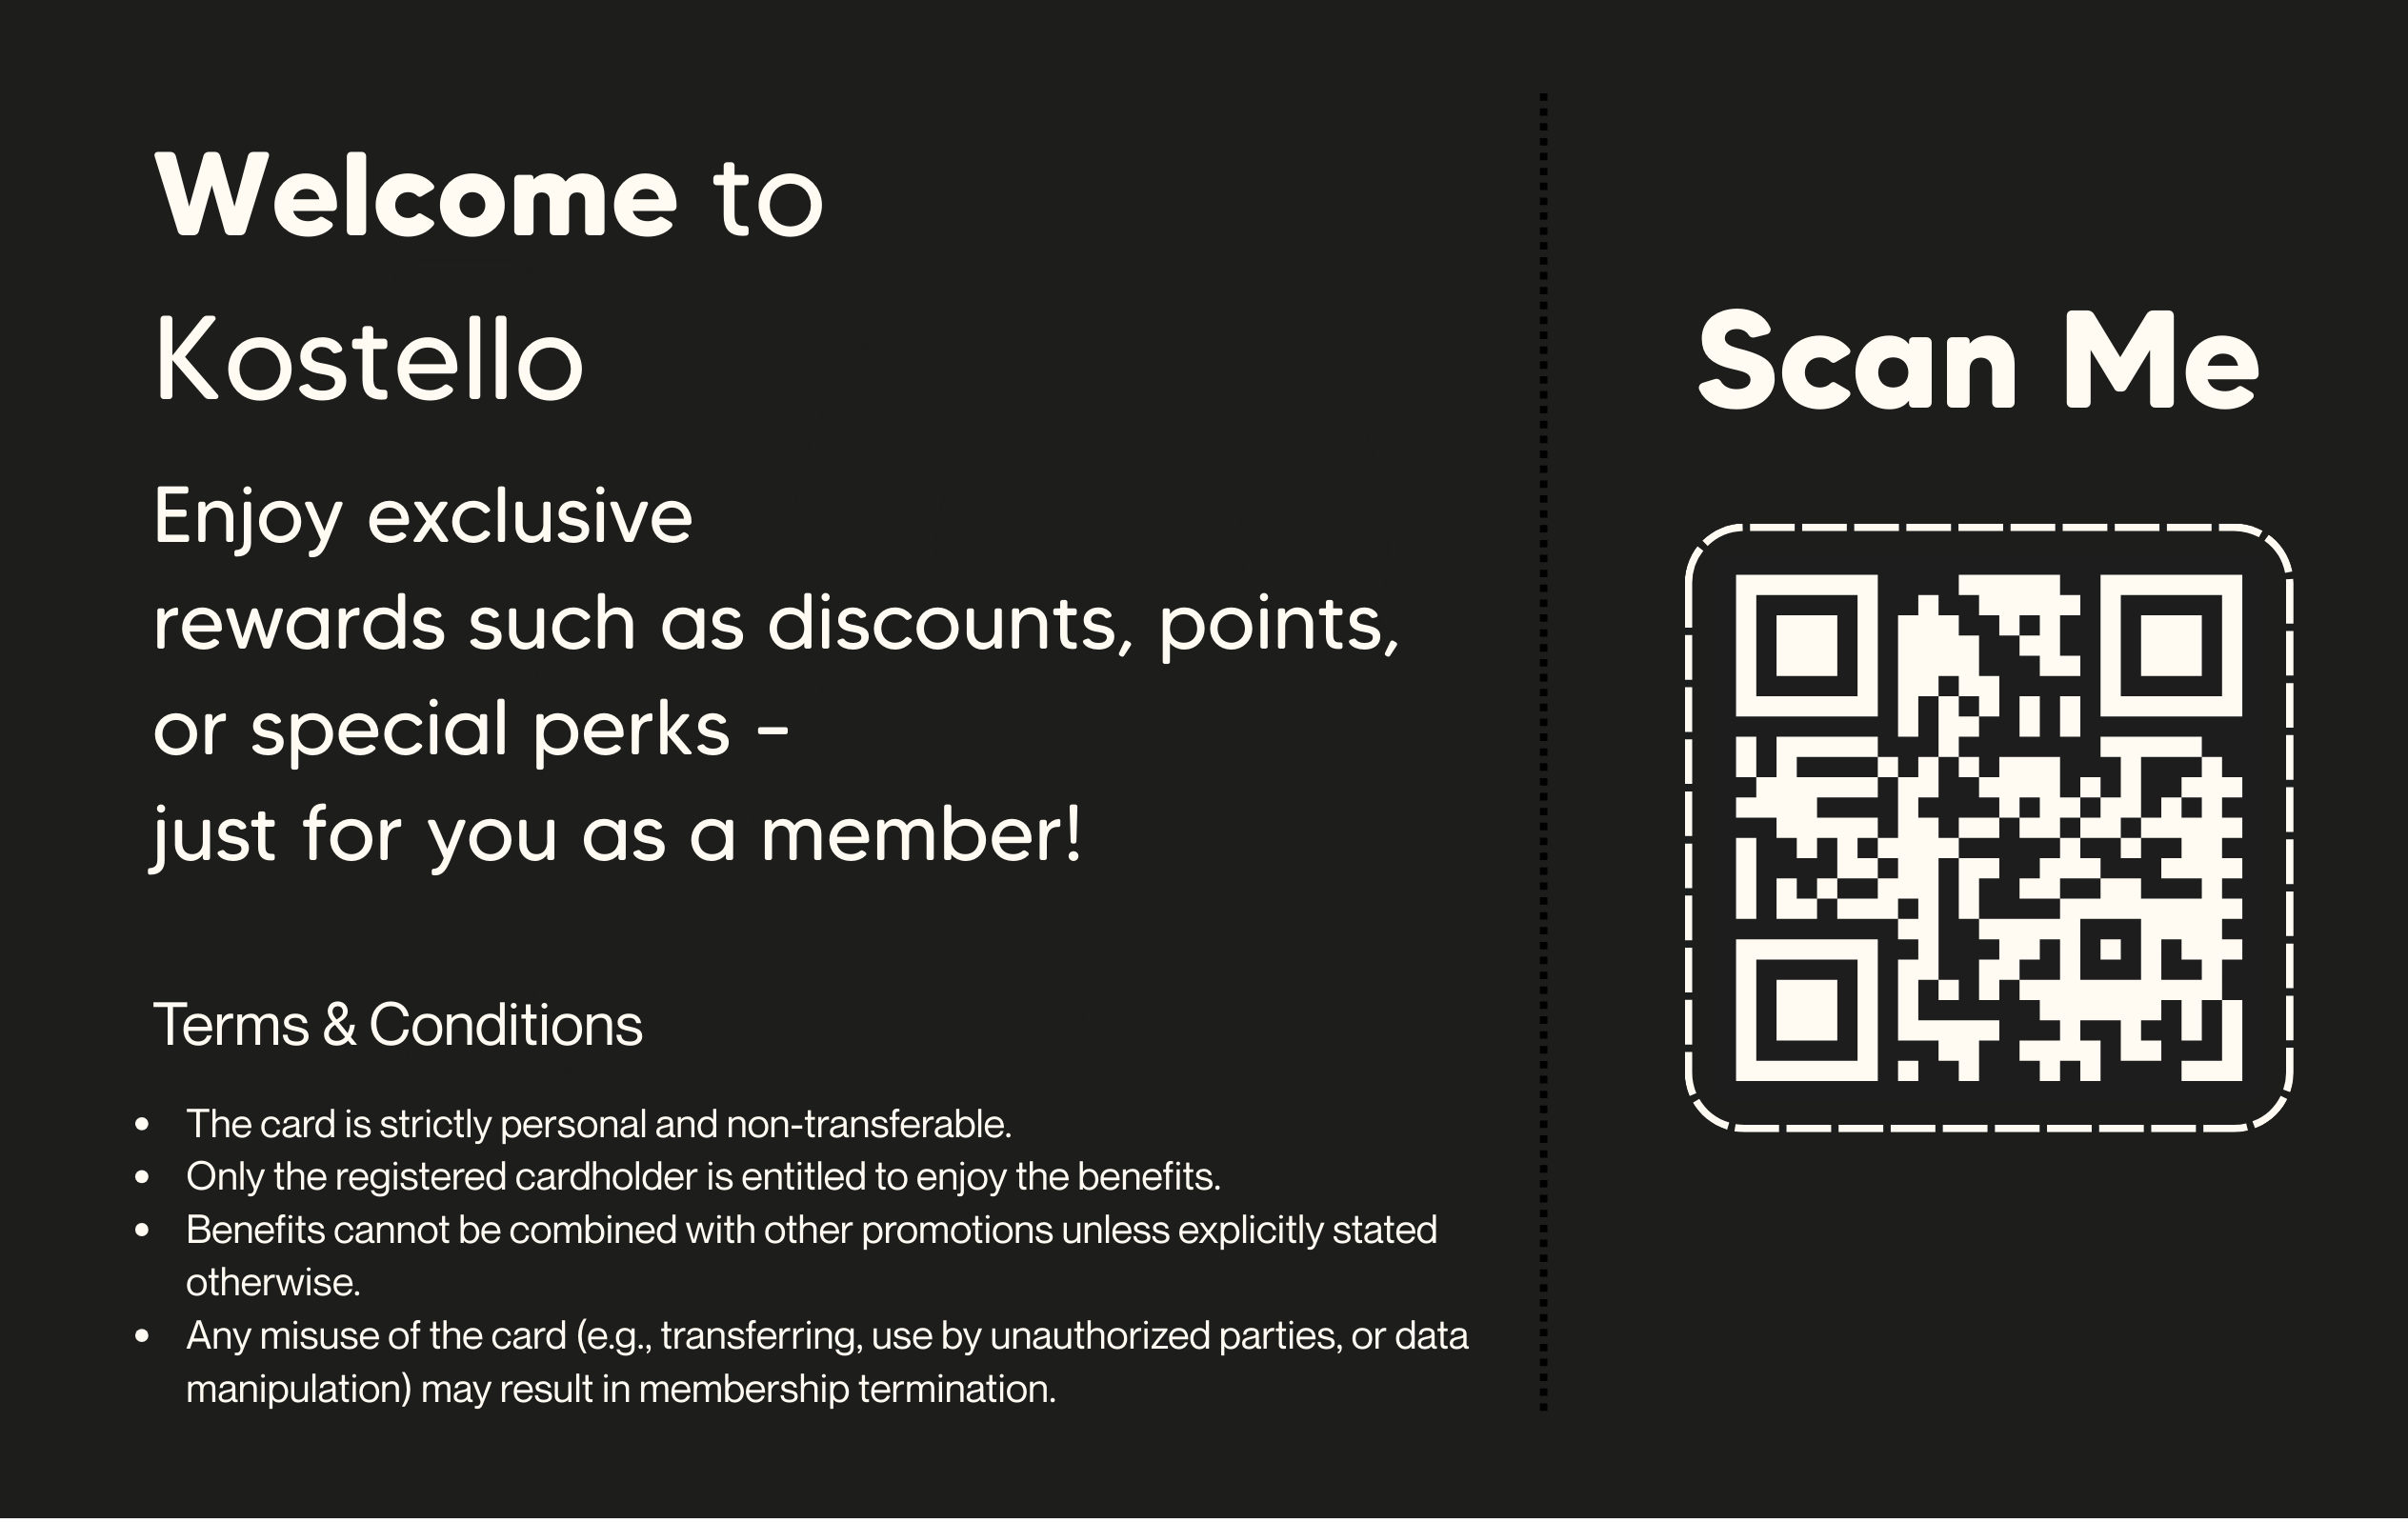 Welcome to
Kostello
Enjoy exclusive
rewards such as discounts, points,
or special perks –
just for you as a member!
Terms & Conditions
• The card is strictly personal and non-transferable.
• Only the registered cardholder is entitled to enjoy the benefits.
• Benefits cannot be combined with other promotions unless explicitly stated
otherwise.
• Any misuse of the card (e.g., transferring, use by unauthorized parties, or data
manipulation) may result in membership termination.
Scan Me